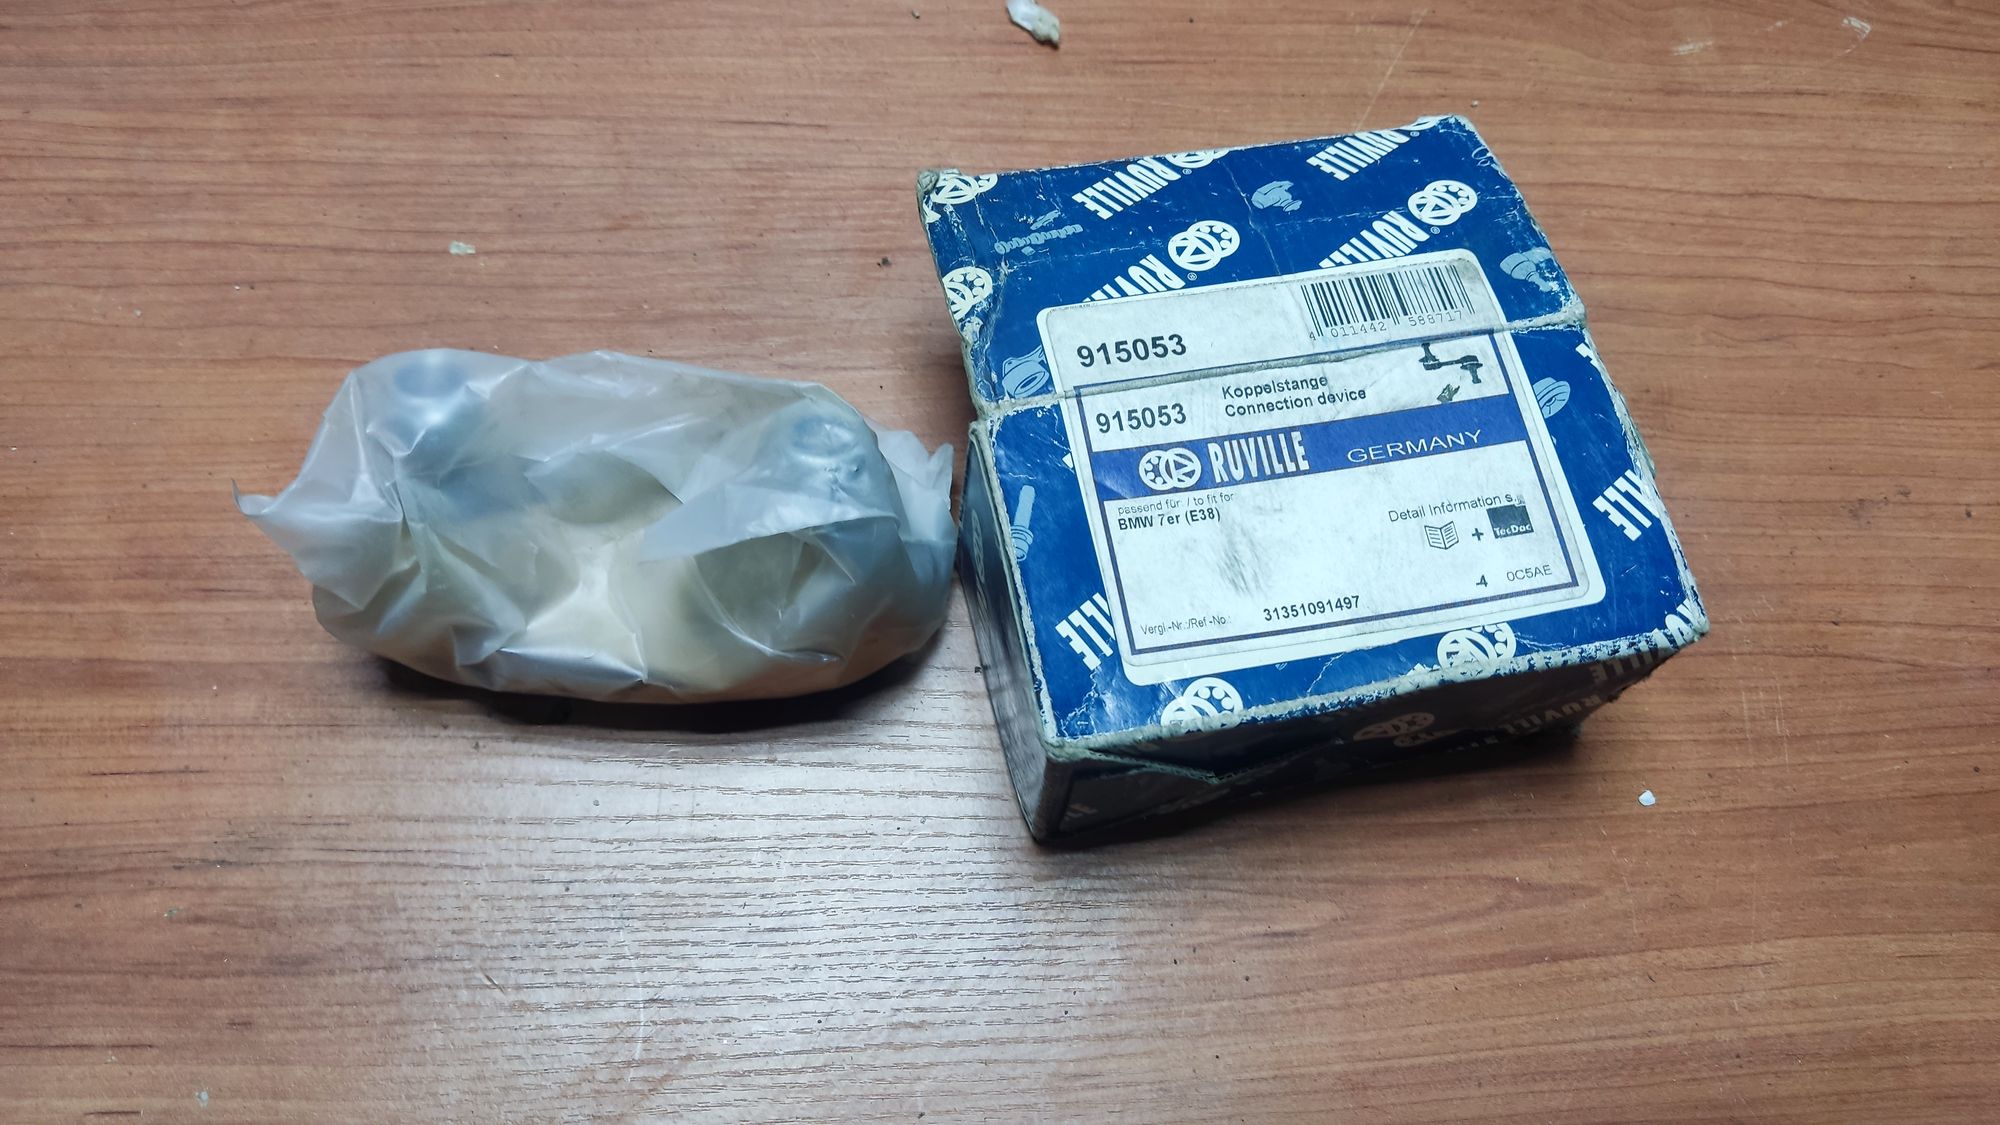 RUVILLE
RUVILLE
RUVILLE
RUVILLE
915053
4 011442 588717
915053
Koppelstange
Connection device
RUVILLE GERMANY
passend für: / to fit for
BMW 7er (E38)
Detail Information s.
+ TecDoc
-4 0C5AE
Vergl.-Nr.:/Ref.-No.: 31351091497
RUVILLE